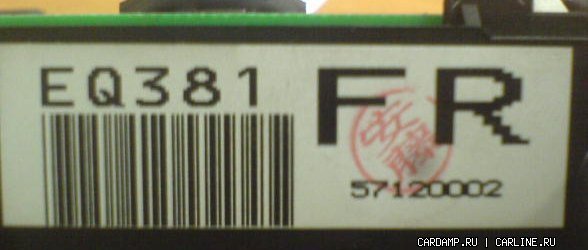 EQ381 FR
57120002
CARDAMP.RU | CARLINE.RU